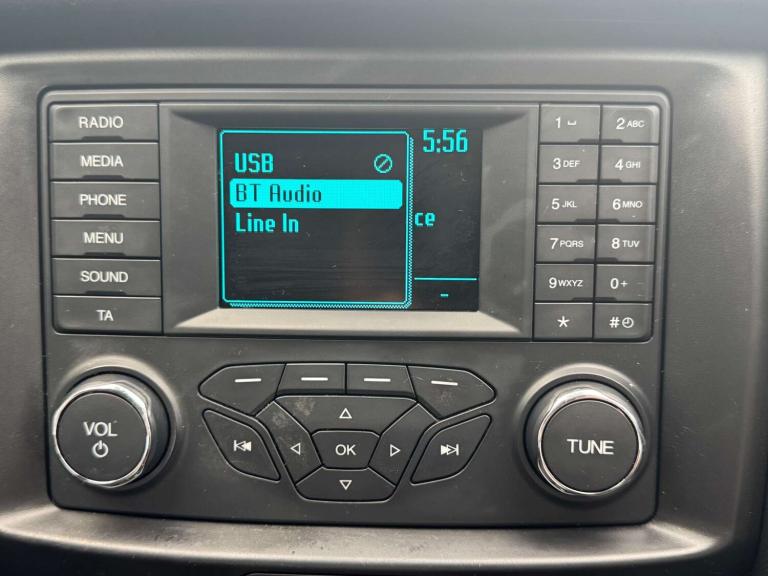 RADIO
MEDIA
PHONE
MENU
SOUND
TA
5:56
USB
BT Audio
Line In
ce
1
2 ABC
3 DEF
4 GHI
5 JKL
6 MNO
7 PQRS
8 TUV
9 WXYZ
0 +
*
#
VOL
OK
TUNE